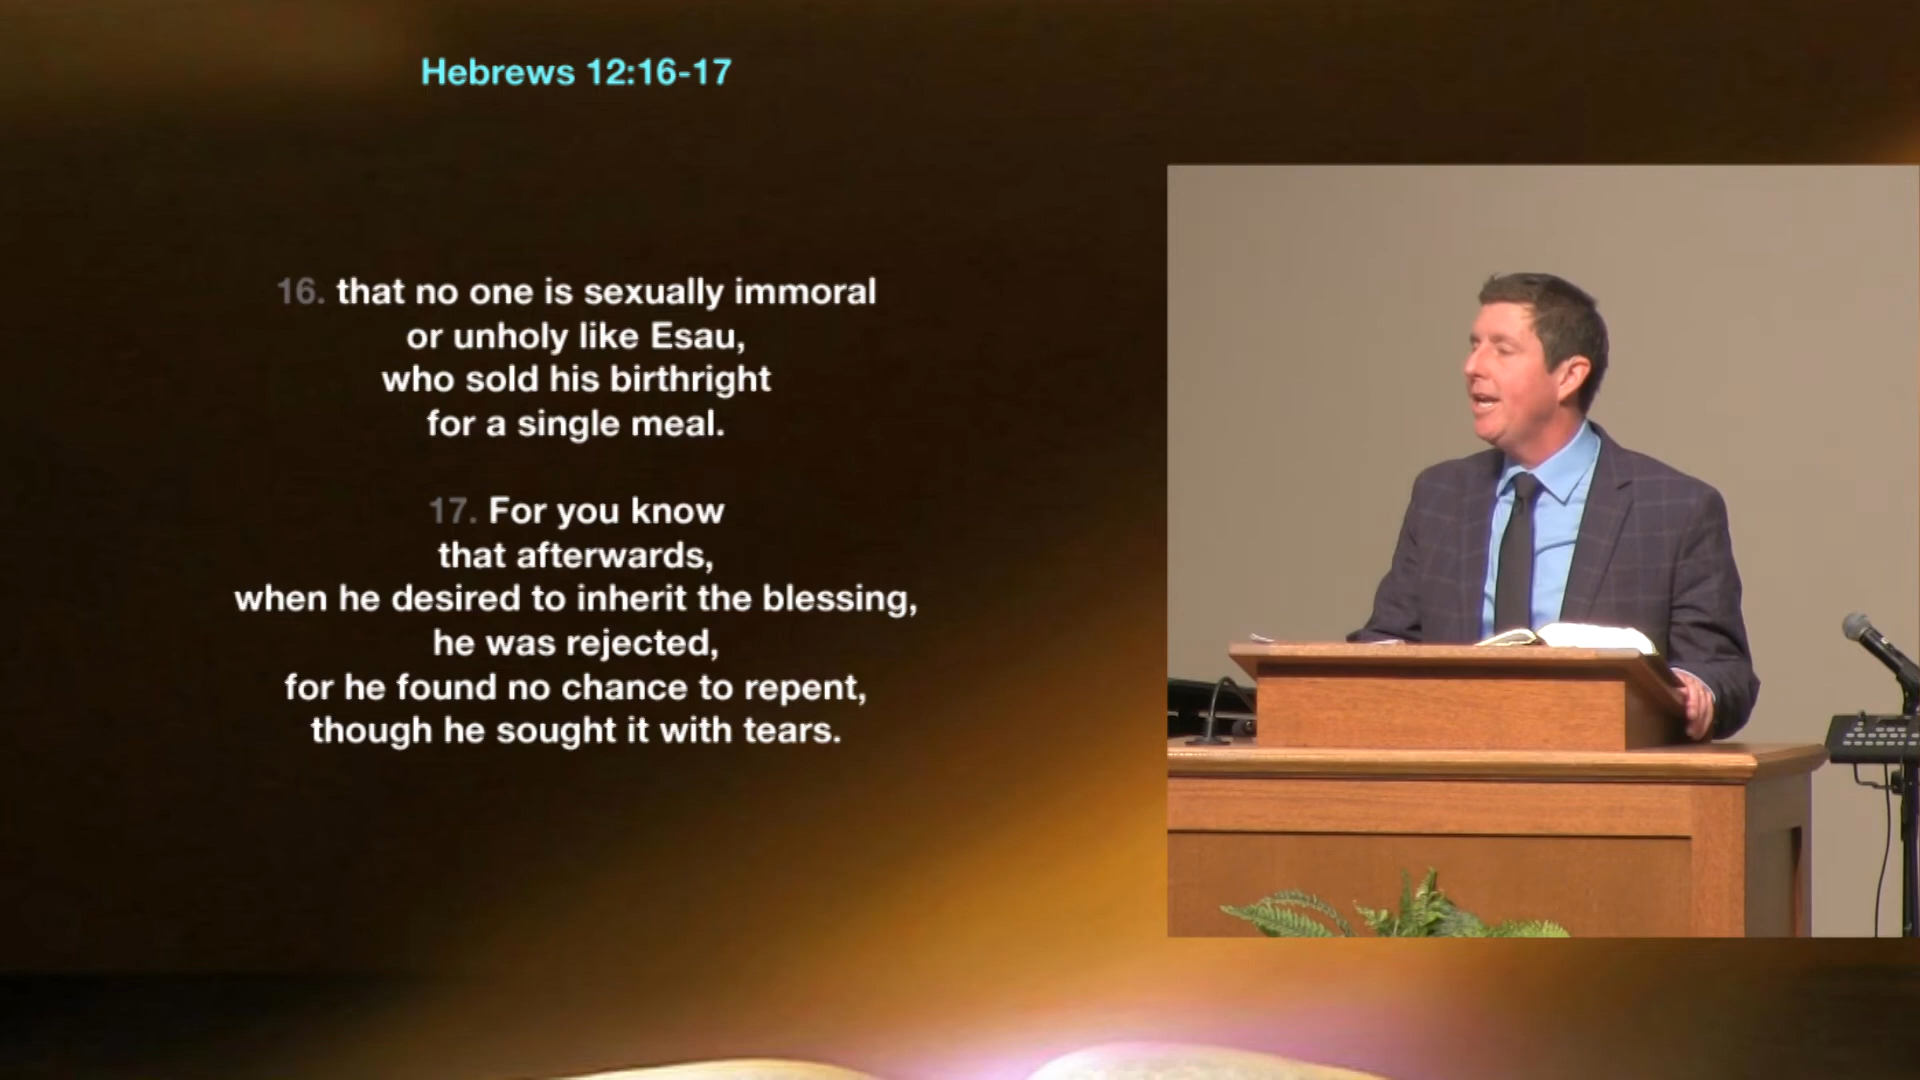 Hebrews 12:16-17
16. that no one is sexually immoral
or unholy like Esau,
who sold his birthright
for a single meal.
17. For you know
that afterwards,
when he desired to inherit the blessing,
he was rejected,
for he found no chance to repent,
though he sought it with tears.